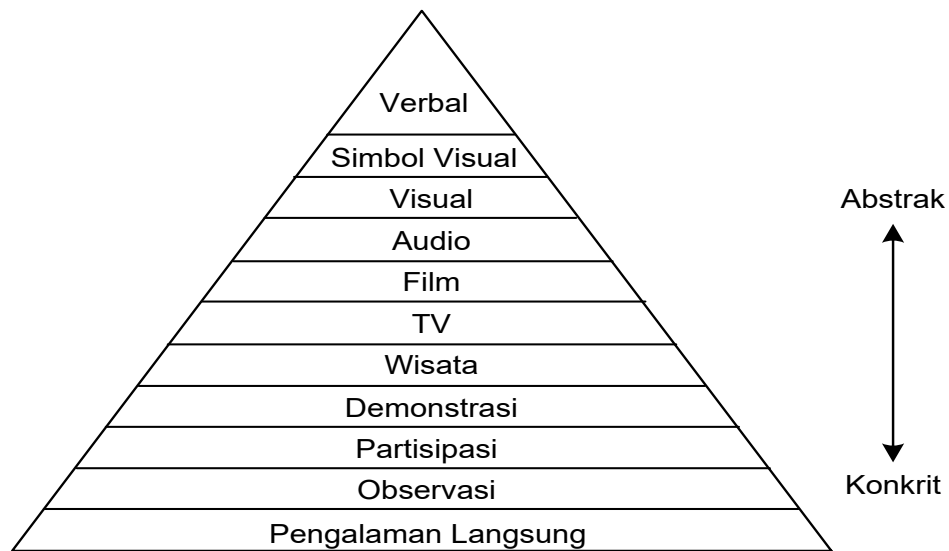 Verbal
Simbol Visual
Visual
Audio
Film
TV
Wisata
Demonstrasi
Partisipasi
Observasi
Pengalaman Langsung
Abstrak
Konkrit